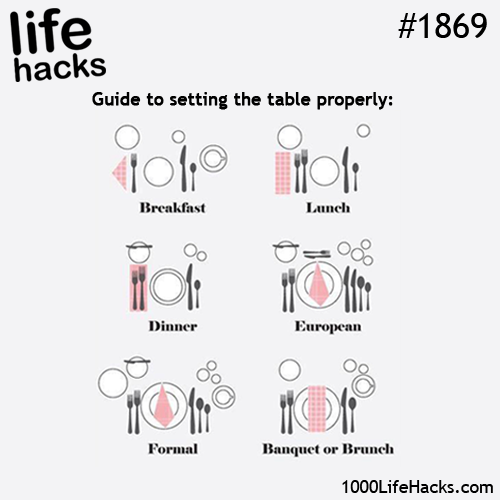 life
hacks
#1869
Guide to setting the table properly:
Breakfast
Lunch
Dinner
European
Formal
Banquet or Brunch
1000LifeHacks.com